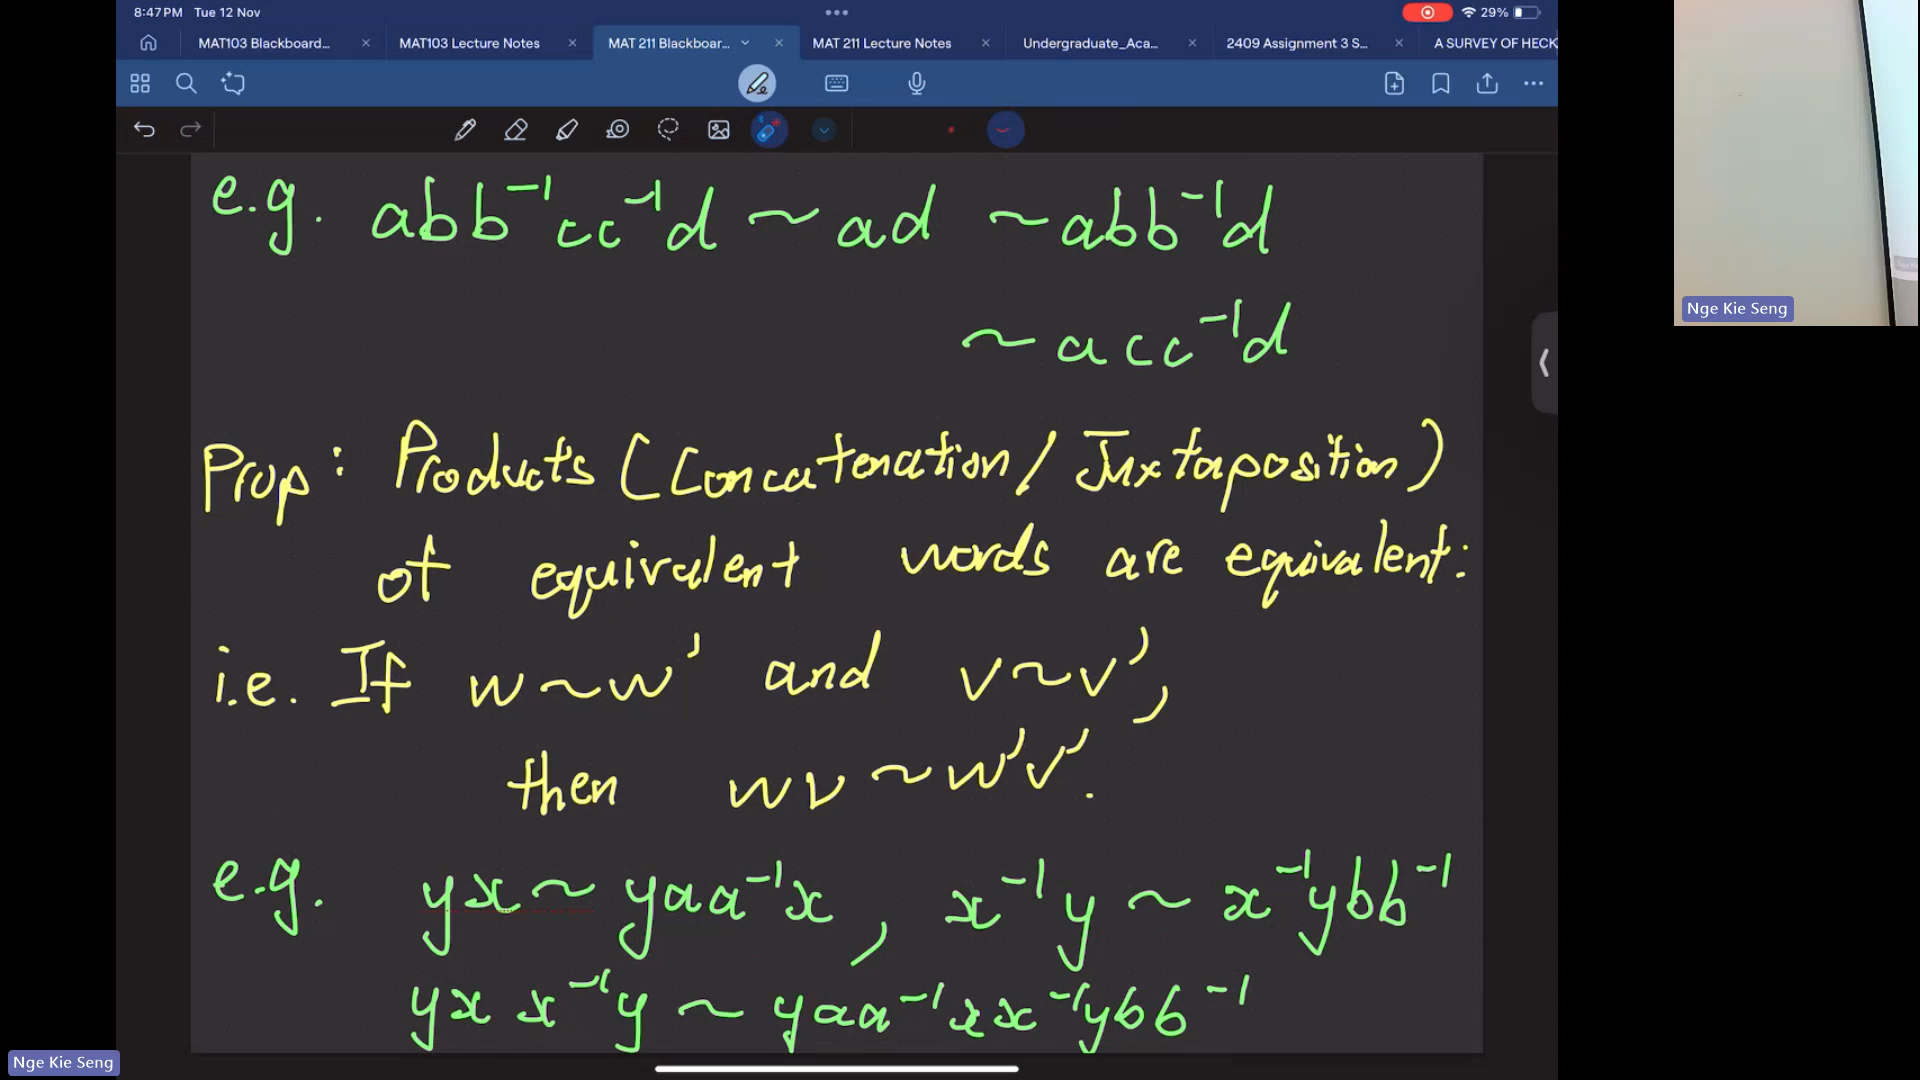 8:47 PM Tue 12 Nov
29%
MAT103 Blackboard... MAT103 Lecture Notes MAT 211 Blackboar... MAT 211 Lecture Notes Undergraduate_Aca... 2409 Assignment 3 S... A SURVEY OF HECK
e.g. abb⁻¹cc⁻¹d ~ ad ~ abb⁻¹d
~ acc⁻¹d
Prop: Products (Concatenation / Juxtaposition)
of equivalent words are equivalent:
i.e. If w ~ w' and v ~ v',
then wv ~ w'v'.
e.g. yx ~ yaa⁻¹x, x⁻¹y ~ x⁻¹ybb⁻¹
yx x⁻¹y ~ yaa⁻¹xx⁻¹ybb⁻¹
Nge Kie Seng
Nge Kie Seng